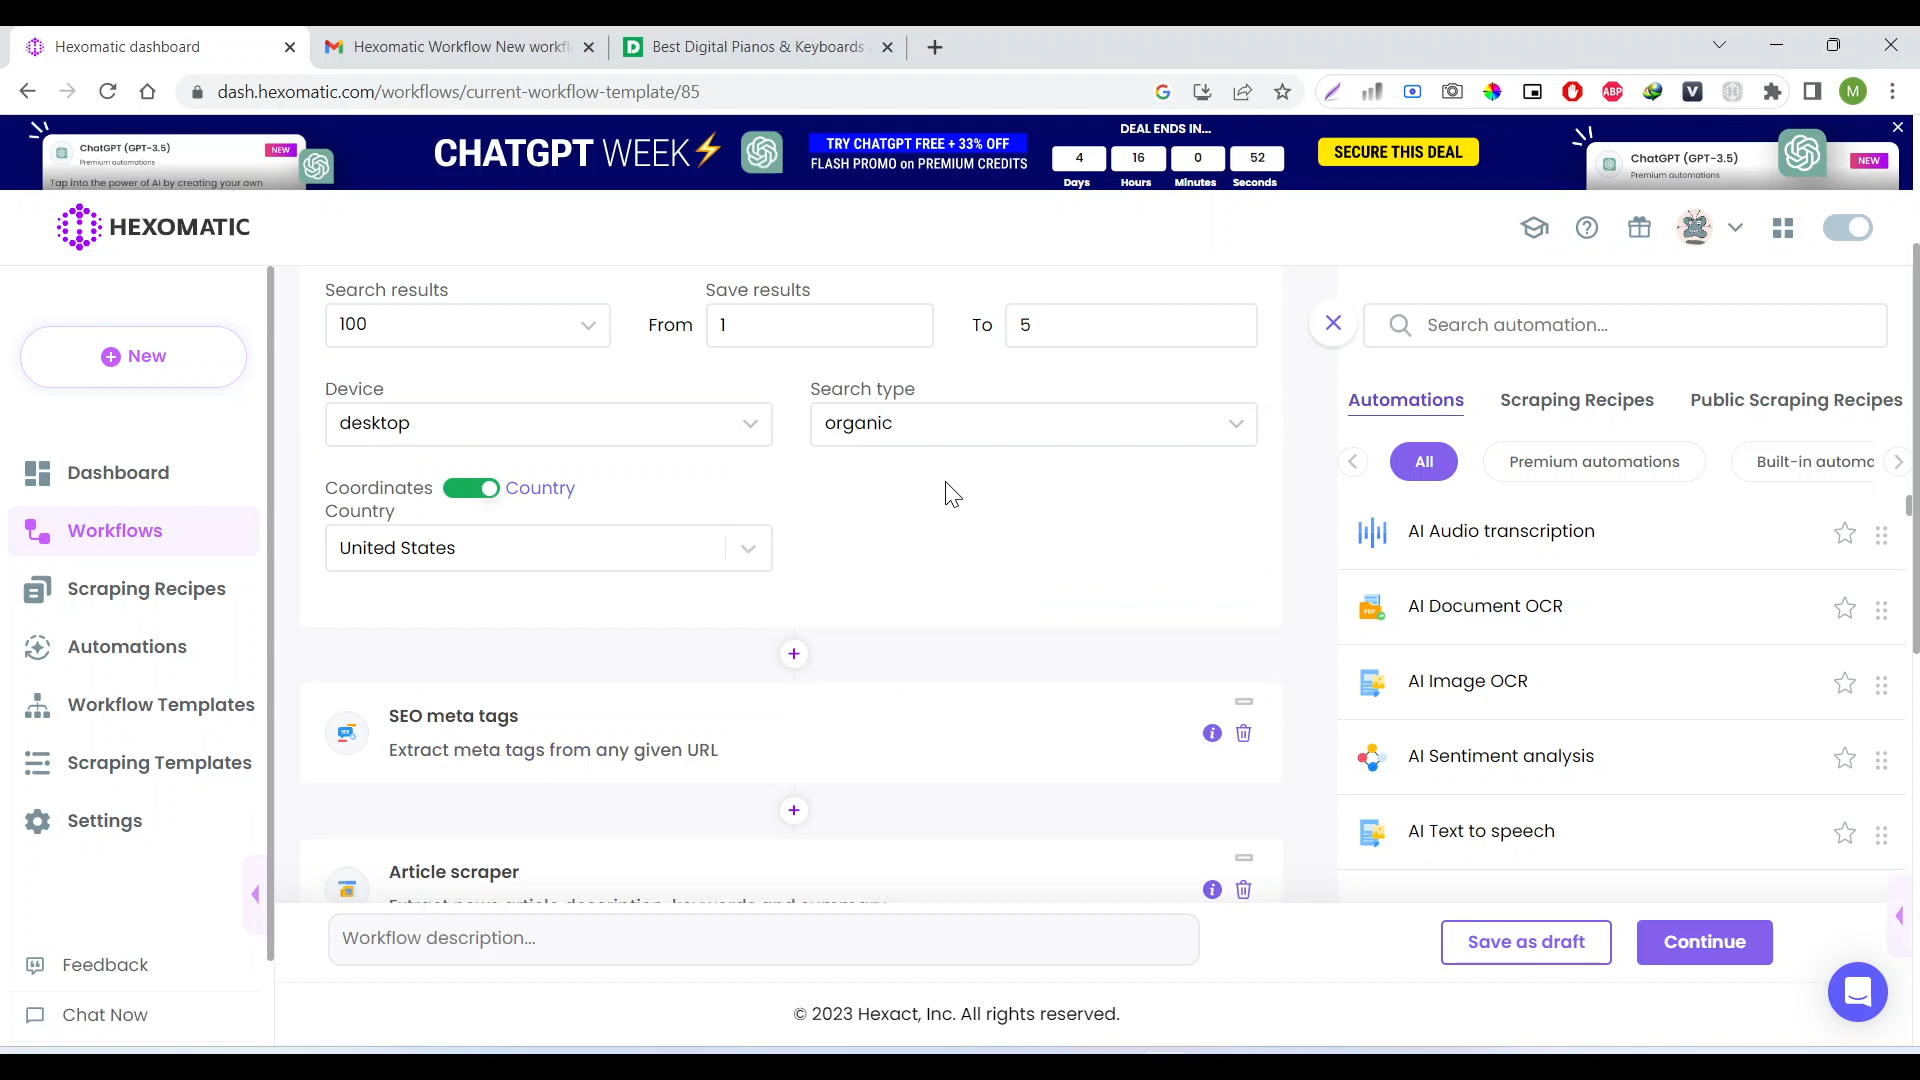 Hexomatic dashboard
Hexomatic Workflow New workfl
Best Digital Pianos & Keyboards
dash.hexomatic.com/workflows/current-workflow-template/85
ABP
V
M
ChatGPT (GPT-3.5)
Premium automations
NEW
Tap into the power of AI by creating your own
CHATGPT WEEK
TRY CHATGPT FREE + 33% OFF
FLASH PROMO on PREMIUM CREDITS
DEAL ENDS IN...
4 16 0 52
Days Hours Minutes Seconds
SECURE THIS DEAL
ChatGPT (GPT-3.5)
Premium automations
NEW
HEXOMATIC
New
Dashboard
Workflows
Scraping Recipes
Automations
Workflow Templates
Scraping Templates
Settings
Feedback
Chat Now
Search results
100
Save results
From 1
To 5
Device
desktop
Search type
organic
Coordinates Country
Country
United States
SEO meta tags
Extract meta tags from any given URL
Article scraper
Workflow description...
Save as draft
Continue
© 2023 Hexact, Inc. All rights reserved.
Search automation...
Automations
Scraping Recipes
Public Scraping Recipes
All
Premium automations
Built-in automa
AI Audio transcription
AI Document OCR
AI Image OCR
AI Sentiment analysis
AI Text to speech